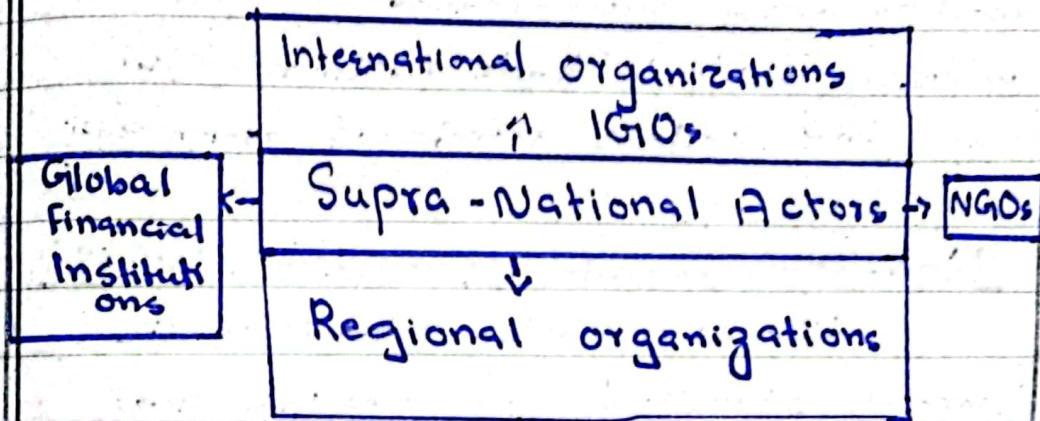 International organizations
IGOs
Global
Financial
Instituti
ons
Supra-National Actors
NGOs
Regional organizations